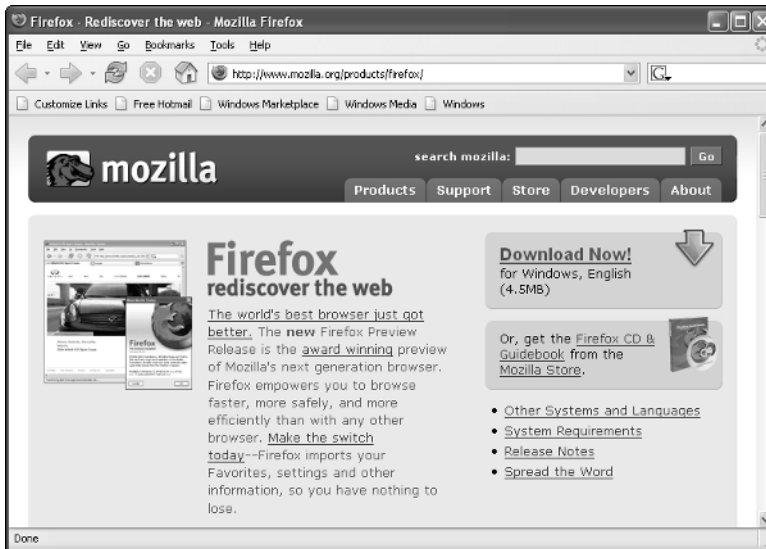 Firefox - Rediscover the web - Mozilla Firefox
File Edit View Go Bookmarks Tools Help
http://www.mozilla.org/products/firefox/
G
Customize Links Free Hotmail Windows Marketplace Windows Media Windows
mozilla
search mozilla: Go
Products Support Store Developers About
Firefox
rediscover the web
The world's best browser just got
better. The new Firefox Preview
Release is the award winning preview
of Mozilla's next generation browser.
Firefox empowers you to browse
faster, more safely, and more
efficiently than with any other
browser. Make the switch
today--Firefox imports your
Favorites, settings and other
information, so you have nothing to
lose.
Firefox
Download Now!
for Windows, English
(4.5MB)
Or, get the Firefox CD &
Guidebook from the
Mozilla Store.
• Other Systems and Languages
• System Requirements
• Release Notes
• Spread the Word
Done